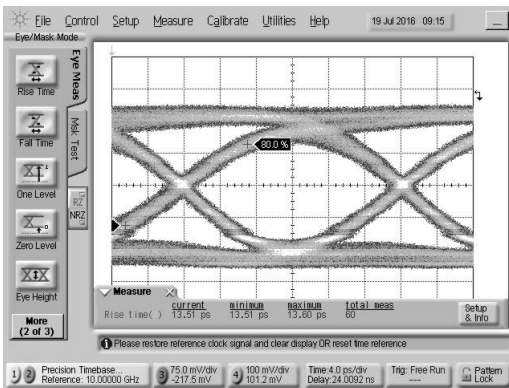 File Control Setup Measure Calibrate Utilities Help 19 Jul 2016 09:15
Eye/Mask Mode
Eye Meas
Msk Test
RZ
NRZ
Rise Time
Fall Time
One Level
Zero Level
Eye Height
More
(2 of 3)
80.0 %
Measure
current minimum maximum total meas
Rise time( ) 13.51 ps 13.51 ps 13.60 ps 60
Setup
& Info
Please restore reference clock signal and clear display OR reset time reference
1 2 Precision Timebase...
Reference: 10.00000 GHz
3 75.0 mV/div
-217.5 mV
4 100 mV/div
101.2 mV
Time:4.0 ps/div
Delay:24.0092 ns
Trig: Free Run
---
Pattern
Lock